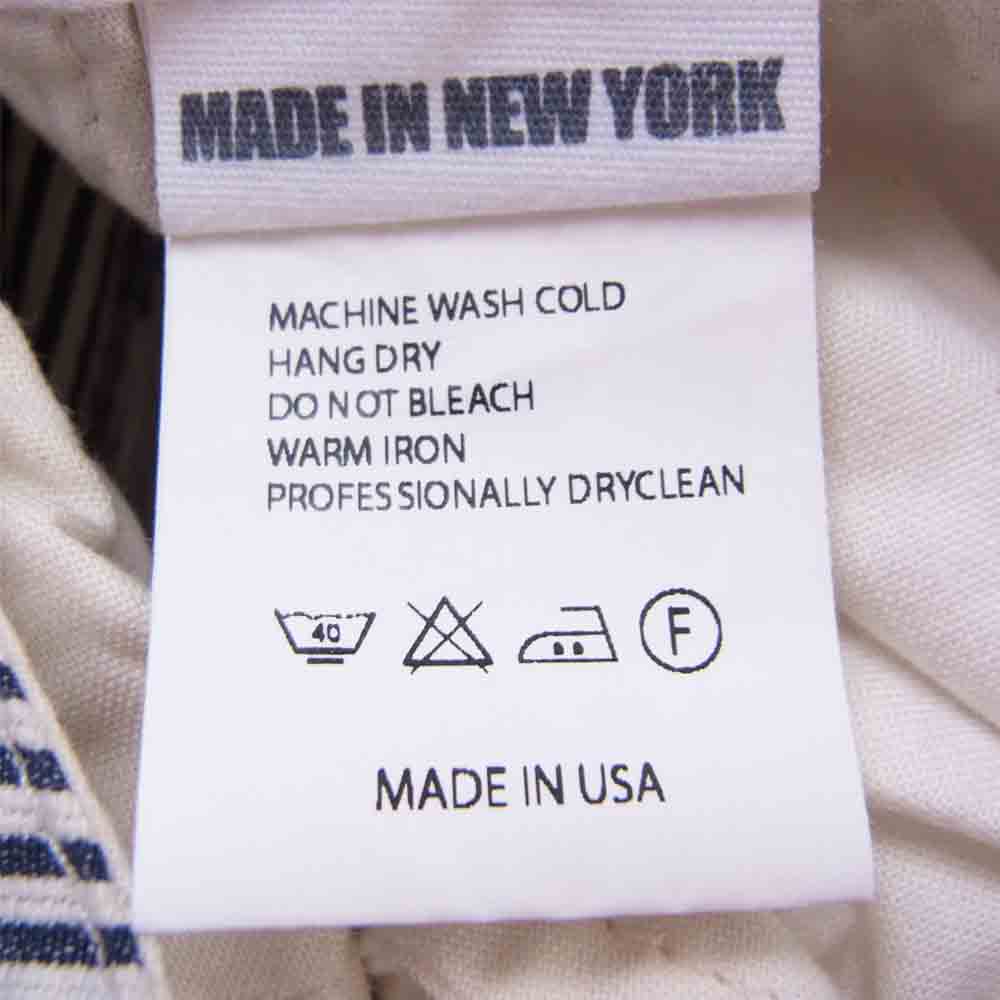 MADE IN NEW YORK
MACHINE WASH COLD
HANG DRY
DO NOT BLEACH
WARM IRON
PROFESSIONALLY DRYCLEAN
40 F
MADE IN USA